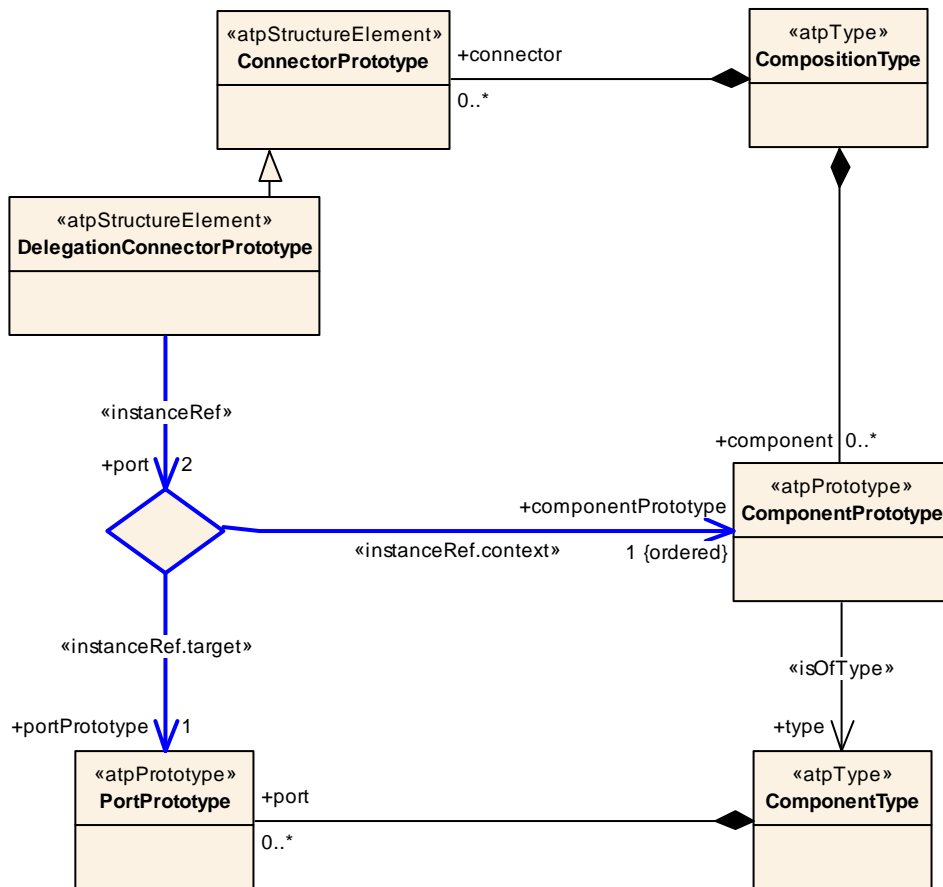 «atpStructureElement»
ConnectorPrototype
+connector
0..*
«atpType»
CompositionType
«atpStructureElement»
DelegationConnectorPrototype
«instanceRef»
+port 2
+component 0..*
+componentPrototype
«instanceRef.context»
1 {ordered}
«atpPrototype»
ComponentPrototype
«instanceRef.target»
«isOfType»
+portPrototype 1
+type
«atpPrototype»
PortPrototype
+port
0..*
«atpType»
ComponentType